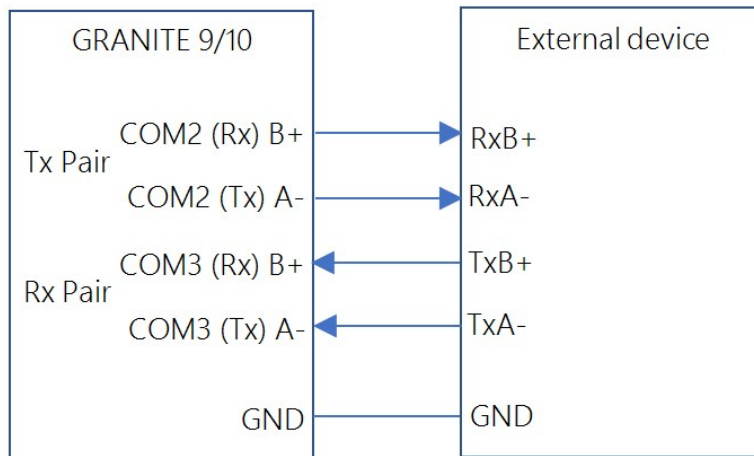 GRANITE 9/10
External device
Tx Pair
COM2 (Rx) B+
RxB+
COM2 (Tx) A-
RxA-
Rx Pair
COM3 (Rx) B+
TxB+
COM3 (Tx) A-
TxA-
GND
GND